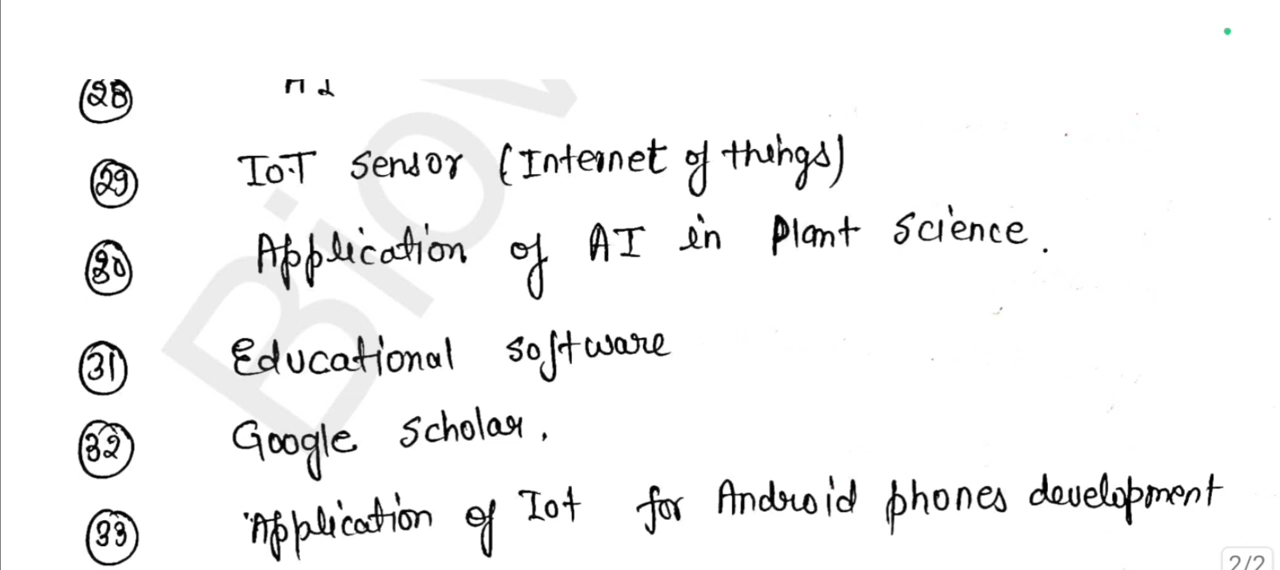 28
29 IoT Sensor (Internet of things)
30 Application of AI in Plant Science.
31 Educational software
32 Google Scholar.
33 Application of Iot for Android phones development
2/2